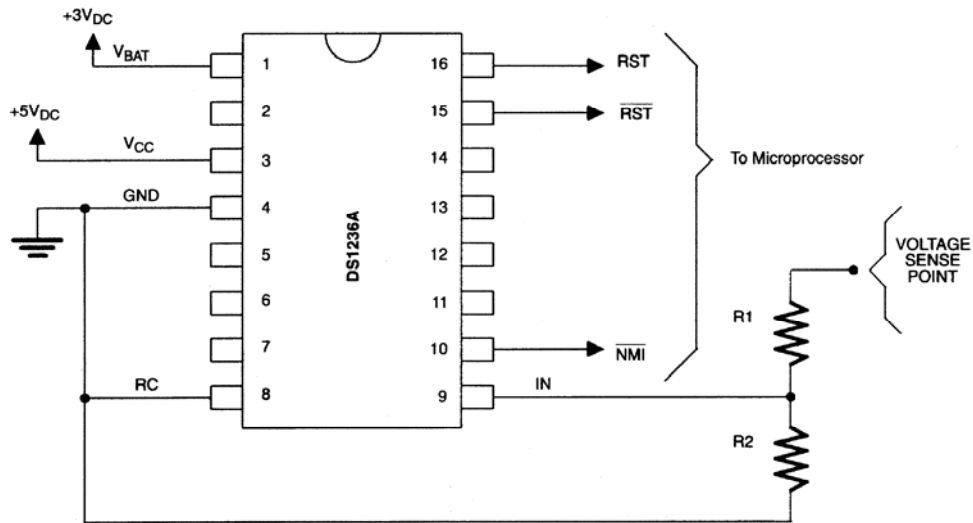 +3VDC
VBAT
1
16
RST
+5VDC
2
15
RST
VCC
3
14
To Microprocessor
GND
4
13
DS1236A
5
12
VOLTAGE
SENSE
POINT
6
11
R1
7
10
NMI
RC
8
9
IN
R2